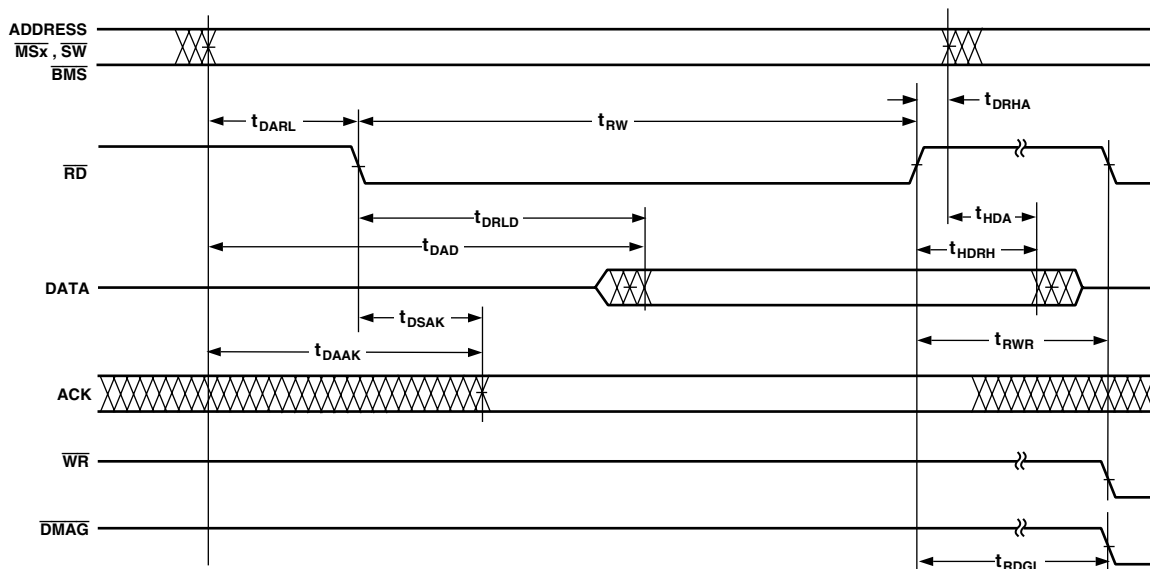 ADDRESS
MSx , SW
BMS
tDRHA
tDARL
tRW
RD
tDRLD
tHDA
tDAD
tHDRH
DATA
tDSAK
tDAAK
tRWR
ACK
WR
DMAG
tRDGL